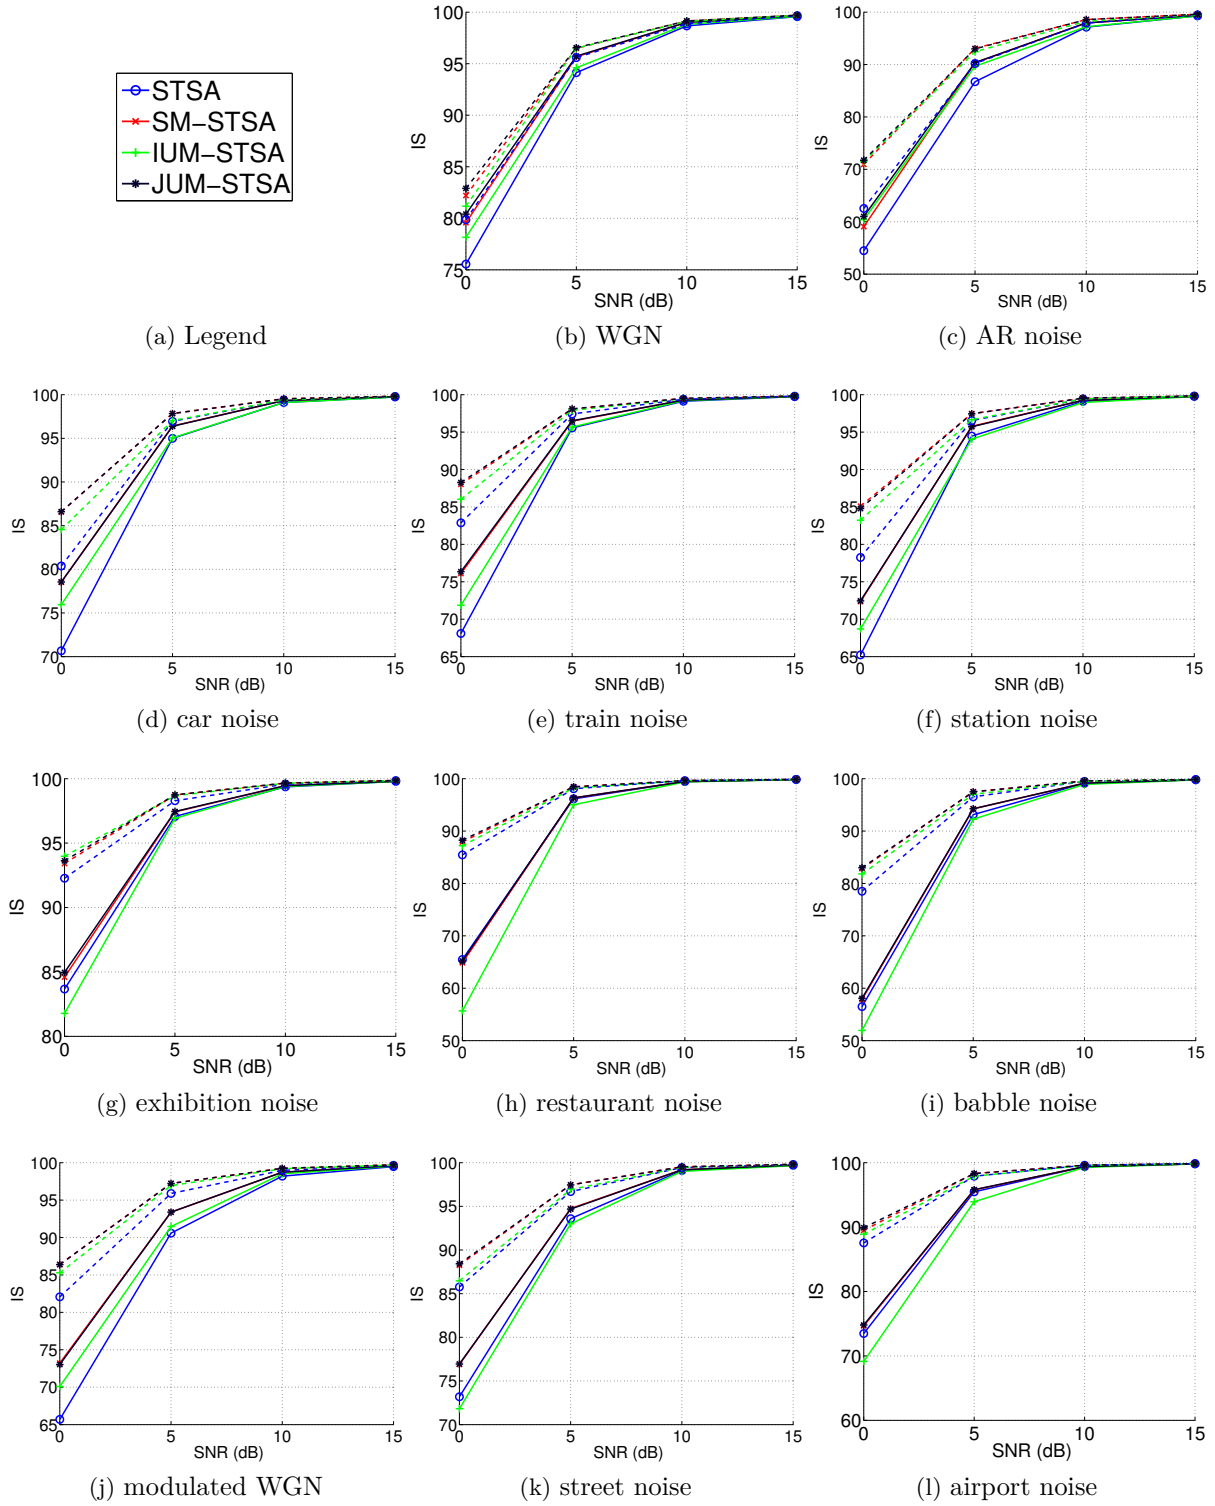 STSA
SM-STSA
IUM-STSA
JUM-STSA
(a) Legend
100
95
90
85
80
75
IS
0 5 10 15
SNR (dB)
(b) WGN
100
90
80
70
60
50
IS
0 5 10 15
SNR (dB)
(c) AR noise
100
95
90
85
80
75
70
IS
0 5 10 15
SNR (dB)
(d) car noise
100
95
90
85
80
75
70
65
IS
0 5 10 15
SNR (dB)
(e) train noise
100
95
90
85
80
75
70
65
IS
0 5 10 15
SNR (dB)
(f) station noise
100
95
90
85
80
IS
0 5 10 15
SNR (dB)
(g) exhibition noise
100
90
80
70
60
50
IS
0 5 10 15
SNR (dB)
(h) restaurant noise
100
90
80
70
60
50
IS
0 5 10 15
SNR (dB)
(i) babble noise
100
95
90
85
80
75
70
65
IS
0 5 10 15
SNR (dB)
(j) modulated WGN
100
95
90
85
80
75
70
IS
0 5 10 15
SNR (dB)
(k) street noise
100
90
80
70
60
IS
0 5 10 15
SNR (dB)
(l) airport noise